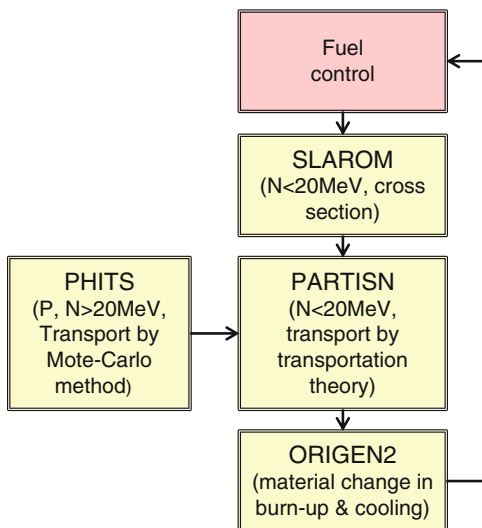 Fuel
control
SLAROM
(N<20MeV, cross
section)
PHITS
(P, N>20MeV,
Transport by
Mote-Carlo
method)
PARTISN
(N<20MeV,
transport by
transportation
theory)
ORIGEN2
(material change in
burn-up & cooling)